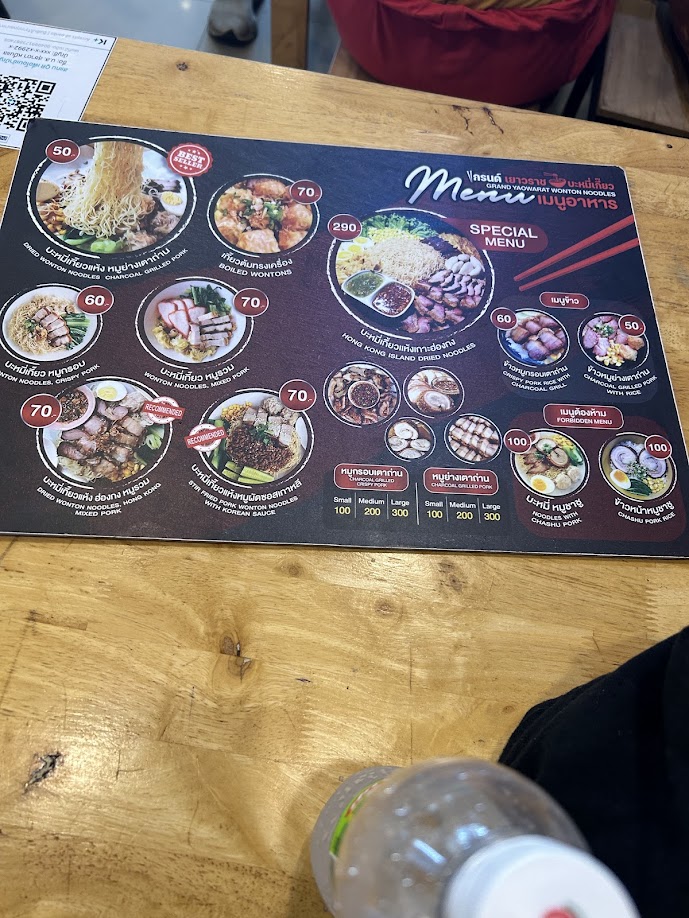 K+
50
BEST SELLER
บะหมี่เกี๊ยวแห้ง หมูย่างเตาถ่าน
DRIED WONTON NOODLES CHARCOAL GRILLED PORK
70
เกี๊ยวต้มทรงเครื่อง
BOILED WONTONS
กรนด์ เยาวราช บะหมี่เกี๊ยว
GRAND YAOWARAT WONTON NOODLES
Menu เมนูอาหาร
290
SPECIAL
MENU
บะหมี่เกี๊ยวแห้งเกาะฮ่องกง
HONG KONG ISLAND DRIED NOODLES
60
บะหมี่เกี๊ยว หมูกรอบ
WONTON NOODLES, CRISPY PORK
70
บะหมี่เกี๊ยว หมูรวม
WONTON NOODLES, MIXED PORK
เมนูข้าว
60
ข้าวหมูกรอบเตาถ่าน
CRISPY PORK RICE WITH
CHARCOAL GRILL
50
ข้าวหมูย่างเตาถ่าน
CHARCOAL GRILLED PORK
WITH RICE
70
RECOMMENDED
บะหมี่เกี๊ยวแห้ง ฮ่องกง หมูรวม
DRIED WONTON NOODLES, HONG KONG
MIXED PORK
70
RECOMMENDED
บะหมี่เกี๊ยวแห้งหมูผัดซอสเกาหลี
STIR FRIED PORK WONTON NOODLES
WITH KOREAN SAUCE
หมูกรอบเตาถ่าน
CHARCOAL GRILLED
CRISPY PORK
Small Medium Large
100 200 300
หมูย่างเตาถ่าน
CHARCOAL GRILLED PORK
Small Medium Large
100 200 300
เมนูต้องห้าม
FORBIDDEN MENU
100
บะหมี่ หมูชาชู
NOODLES WITH
CHASHU PORK
100
ข้าวหน้าหมูชาชู
CHASHU PORK RICE